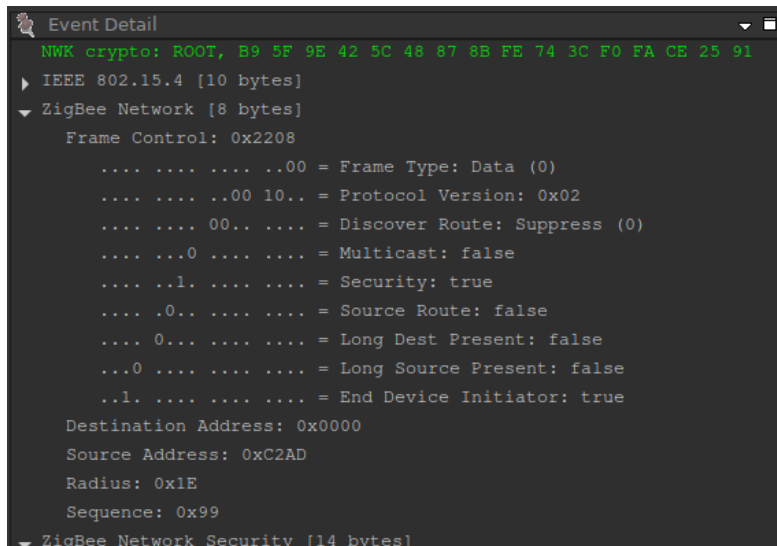 Event Detail
NWK crypto: ROOT, B9 5F 9E 42 5C 48 87 8B FE 74 3C F0 FA CE 25 91
IEEE 802.15.4 [10 bytes]
ZigBee Network [8 bytes]
Frame Control: 0x2208
.... .... .... ..00 = Frame Type: Data (0)
.... .... ..00 10.. = Protocol Version: 0x02
.... .... 00.. .... = Discover Route: Suppress (0)
.... ...0 .... .... = Multicast: false
.... ..1. .... .... = Security: true
.... .0.. .... .... = Source Route: false
.... 0... .... .... = Long Dest Present: false
...0 .... .... .... = Long Source Present: false
..1. .... .... .... = End Device Initiator: true
Destination Address: 0x0000
Source Address: 0xC2AD
Radius: 0x1E
Sequence: 0x99
ZigBee Network Security [14 bytes]